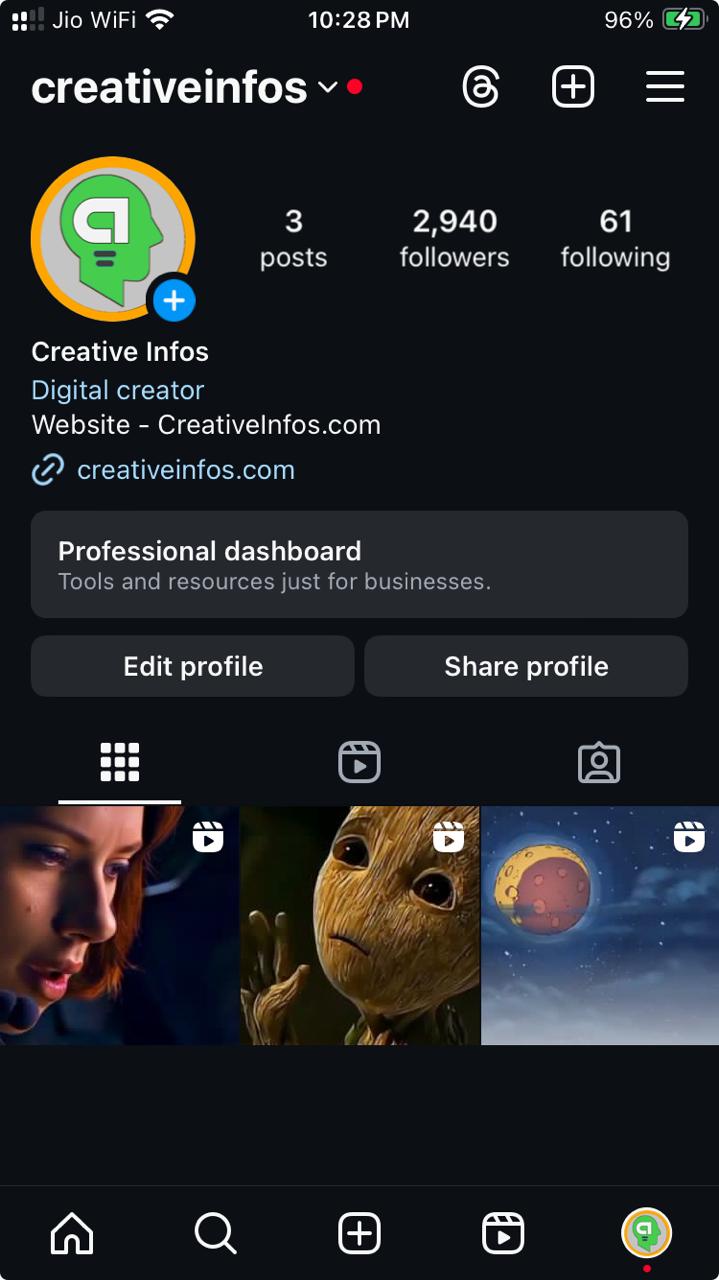 Jio WiFi 10:28 PM 96%
creativeinfos
3 2,940 61
posts followers following
Creative Infos
Digital creator
Website - CreativeInfos.com
creativeinfos.com
Professional dashboard
Tools and resources just for businesses.
Edit profile Share profile